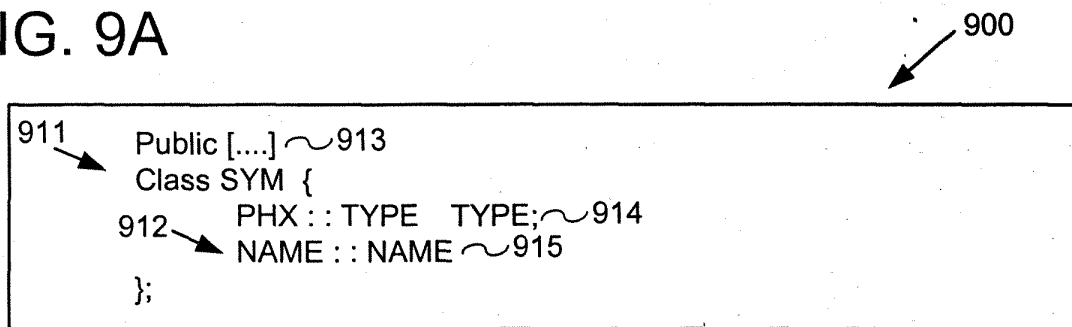 IG. 9A
900
911
Public [....] 913
Class SYM {
PHX : : TYPE TYPE; 914
912
NAME : : NAME 915
};